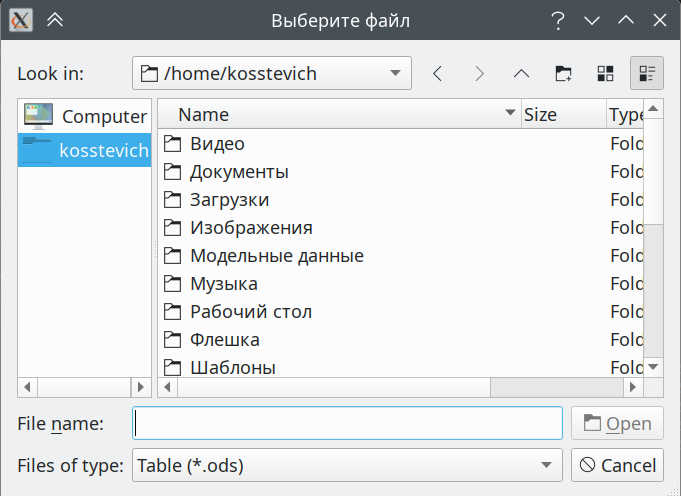 Выберите файл
Look in: /home/kosstevich
Computer
kosstevich
Name Size Type
Видео Fold
Документы Fold
Загрузки Fold
Изображения Fold
Модельные данные Fold
Музыка Fold
Рабочий стол Fold
Флешка Fold
Шаблоны Fold
File name: Open
Files of type: Table (*.ods) Cancel